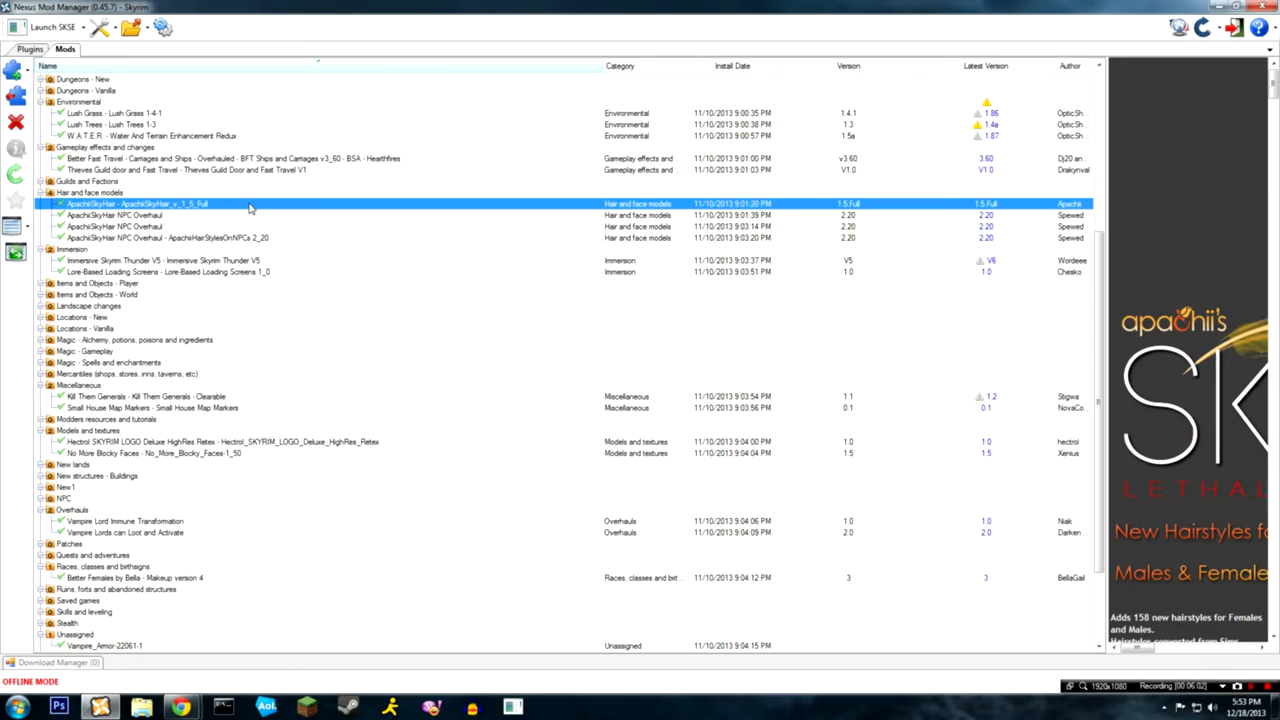 Nexus Mod Manager (0.45.7) - Skyrim
Launch SKSE
Plugins Mods
Name Category Install Date Version Latest Version Author
Dungeons - New
Dungeons - Vanilla
Environmental
Lush Grass - Lush Grass 1-4-1 Environmental 11/10/2013 9:00:35 PM 1.4.1 1.86 OpticSh
Lush Trees - Lush Trees 1-3 Environmental 11/10/2013 9:00:38 PM 1.3 1.4a OpticSh
W.A.T.E.R. - Water And Terrain Enhancement Redux Environmental 11/10/2013 9:00:57 PM 1.5a 1.87 OpticSh
Gameplay effects and changes
Better Fast Travel - Carriages and Ships - Overhauled - BFT Ships and Carriages v3_60 - BSA - Hearthfires Gameplay effects and ... 11/10/2013 9:01:00 PM v3.60 3.60 Dj20 an...
Thieves Guild door and Fast Travel - Thieves Guild Door and Fast Travel V1 Gameplay effects and ... 11/10/2013 9:01:03 PM V1.0 V1.0 Drakynval
Guilds and Factions
Hair and face models
ApachiiSkyHair - ApachiiSkyHair_v_1_5_Full Hair and face models 11/10/2013 9:01:20 PM 1.5.Full 1.5.Full Apachii
ApachiiSkyHair NPC Overhaul Hair and face models 11/10/2013 9:01:39 PM 2.20 2.20 Spewed
ApachiiSkyHair NPC Overhaul Hair and face models 11/10/2013 9:03:14 PM 2.20 2.20 Spewed
ApachiiSkyHair NPC Overhaul - ApachiiHairStylesOnNPCs 2_20 Hair and face models 11/10/2013 9:03:20 PM 2.20 2.20 Spewed
Immersion
Immersive Skyrim Thunder V5 - Immersive Skyrim Thunder V5 Immersion 11/10/2013 9:03:37 PM V5 V6 Wordeee
Lore-Based Loading Screens - Lore-Based Loading Screens 1_0 Immersion 11/10/2013 9:03:51 PM 1.0 1.0 Chesko
Items and Objects - Player
Items and Objects - World
Landscape changes
Locations - New
Locations - Vanilla
Magic - Alchemy, potions, poisons and ingredients
Magic - Gameplay
Magic - Spells and enchantments
Mercantiles (shops, stores, inns, taverns, etc)
Miscellaneous
Kill Them Generals - Kill Them Generals - Clearable Miscellaneous 11/10/2013 9:03:54 PM 1.1 1.2 Stigwa
Small House Map Markers - Small House Map Markers Miscellaneous 11/10/2013 9:03:56 PM 0.1 0.1 NovaCo...
Modders resources and tutorials
Models and textures
Hectrol SKYRIM LOGO Deluxe HighRes Retex - Hectrol_SKYRIM_LOGO_Deluxe_HighRes_Retex Models and textures 11/10/2013 9:04:00 PM 1.0 1.0 hectrol
No More Blocky Faces - No_More_Blocky_Faces-1_50 Models and textures 11/10/2013 9:04:04 PM 1.5 1.5 Xenius
New lands
New structures - Buildings
New1
NPC
Overhauls
Vampire Lord Immune Transformation Overhauls 11/10/2013 9:04:06 PM 1.0 1.0 Niak
Vampire Lords can Loot and Activate Overhauls 11/10/2013 9:04:09 PM 2.0 2.0 Darken...
Patches
Quests and adventures
Races, classes and birthsigns
Better Females by Bella - Makeup version 4 Races, classes and birt... 11/10/2013 9:04:12 PM 3 3 BellaGail
Ruins, forts and abandoned structures
Saved games
Skills and leveling
Stealth
Unassigned
Vampire_Armor-22061-1 Unassigned 11/10/2013 9:04:15 PM
apachii's
SK
LETHAL
New Hairstyles fo
Males & Female
Adds 158 new hairstyles for Females
and Males.
Hairstyles converted from Sims
Download Manager (0)
OFFLINE MODE
1920x1080 Recording [00:06:02]
Ps Aol.
5:53 PM
12/18/2013